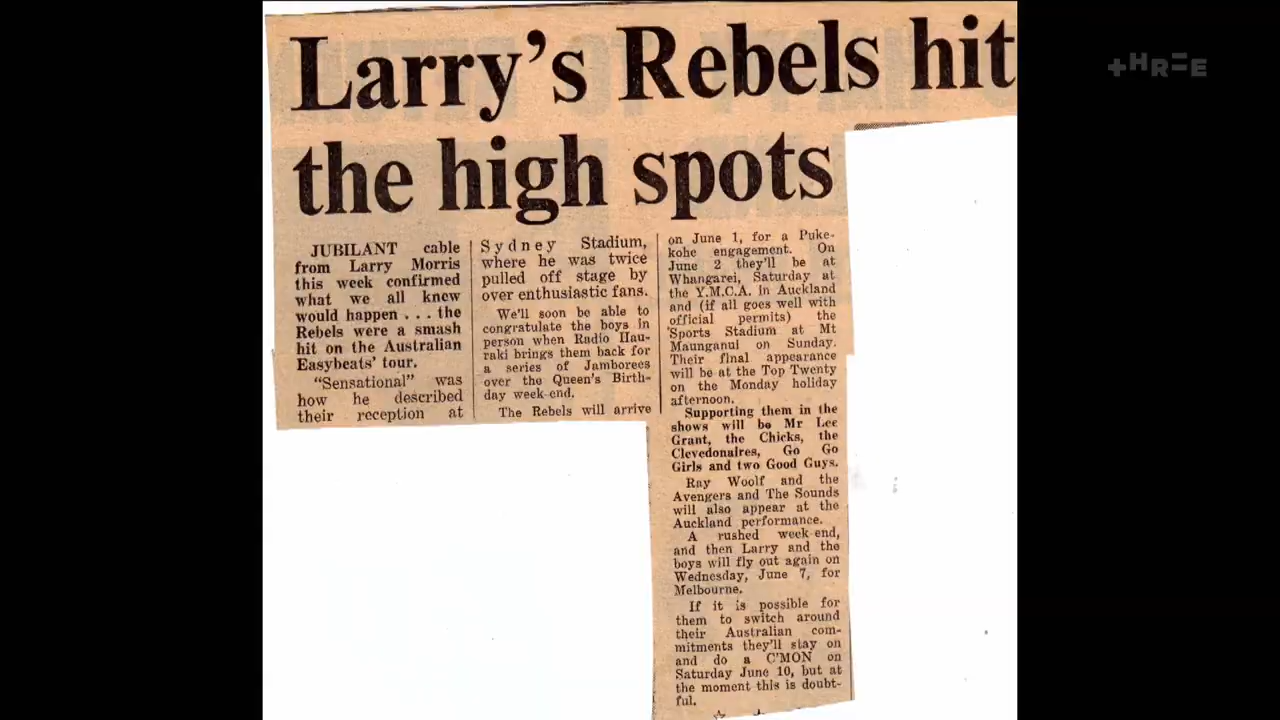 Larry's Rebels hit
the high spots
JUBILANT cable
from Larry Morris
this week confirmed
what we all knew
would happen . . . the
Rebels were a smash
hit on the Australian
Easybeats' tour.
"Sensational" was
how he described
their reception at
Sydney Stadium,
where he was twice
pulled off stage by
over enthusiastic fans.
We'll soon be able to
congratulate the boys in
person when Radio Hau-
raki brings them back for
a series of Jamborees
over the Queen's Birth-
day week-end.
The Rebels will arrive
on June 1, for a Puke-
kohe engagement. On
June 2 they'll be at
Whangarei, Saturday at
the Y.M.C.A. in Auckland
and (if all goes well with
official permits) the
Sports Stadium at Mt
Maunganui on Sunday.
Their final appearance
will be at the Top Twenty
on the Monday holiday
afternoon.
Supporting them in the
shows will be Mr Lee
Grant, the Chicks, the
Clevedonaires, Go Go
Girls and two Good Guys.
Ray Woolf and the
Avengers and The Sounds
will also appear at the
Auckland performance.
A rushed week-end,
and then Larry and the
boys will fly out again on
Wednesday, June 7, for
Melbourne.
If it is possible for
them to switch around
their Australian com-
mitments they'll stay on
and do a C'MON on
Saturday June 10, but at
the moment this is doubt-
ful.
+HR=E